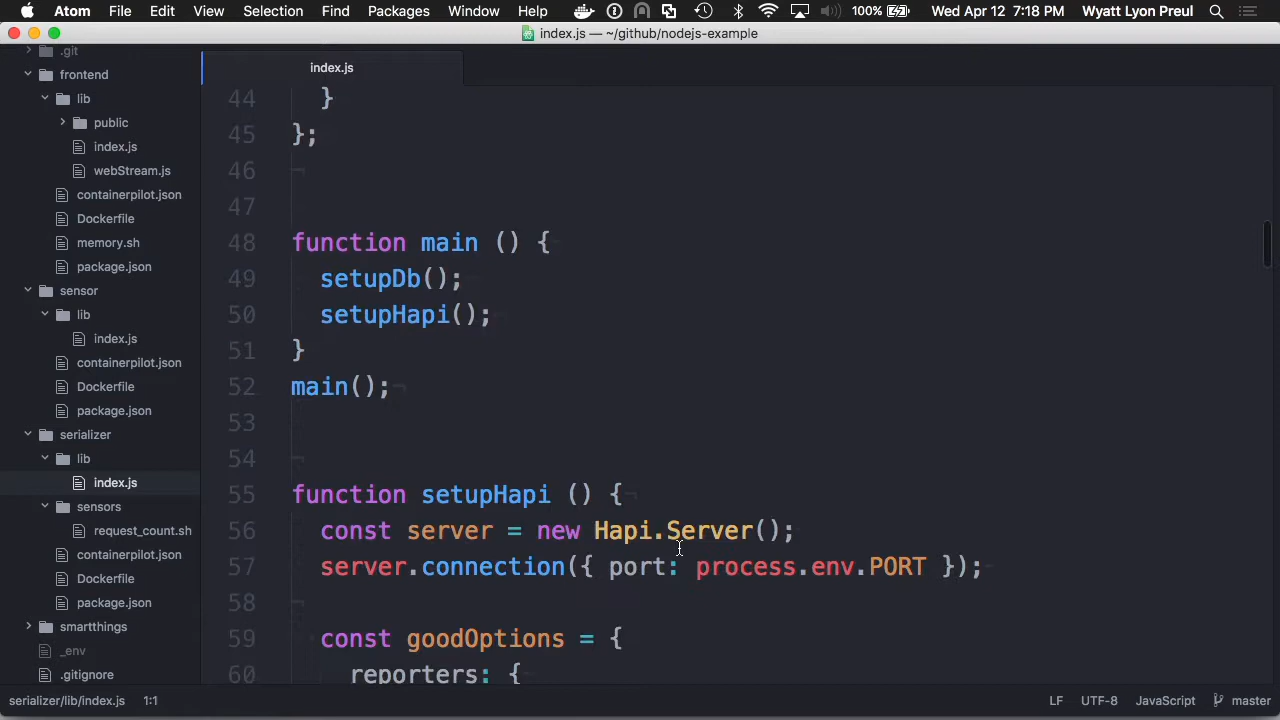 Atom File Edit View Selection Find Packages Window Help 100% Wed Apr 12 7:18 PM Wyatt Lyon Preul
index.js — ~/github/nodejs-example
.git
frontend
lib
public
index.js
webStream.js
containerpilot.json
Dockerfile
memory.sh
package.json
sensor
lib
index.js
containerpilot.json
Dockerfile
package.json
serializer
lib
index.js
sensors
request_count.sh
containerpilot.json
Dockerfile
package.json
smartthings
_env
.gitignore
index.js
44 }
45 };
46 ¬
47
48 function main () {¬
49 setupDb();¬
50 setupHapi();¬
51 }
52 main();¬
53
54 ¬
55 function setupHapi () {¬
56 const server = new Hapi.Server();
57 server.connection({ port: process.env.PORT });¬
58 ¬
59 const goodOptions = {
60 reporters: {
serializer/lib/index.js 1:1 LF UTF-8 JavaScript master